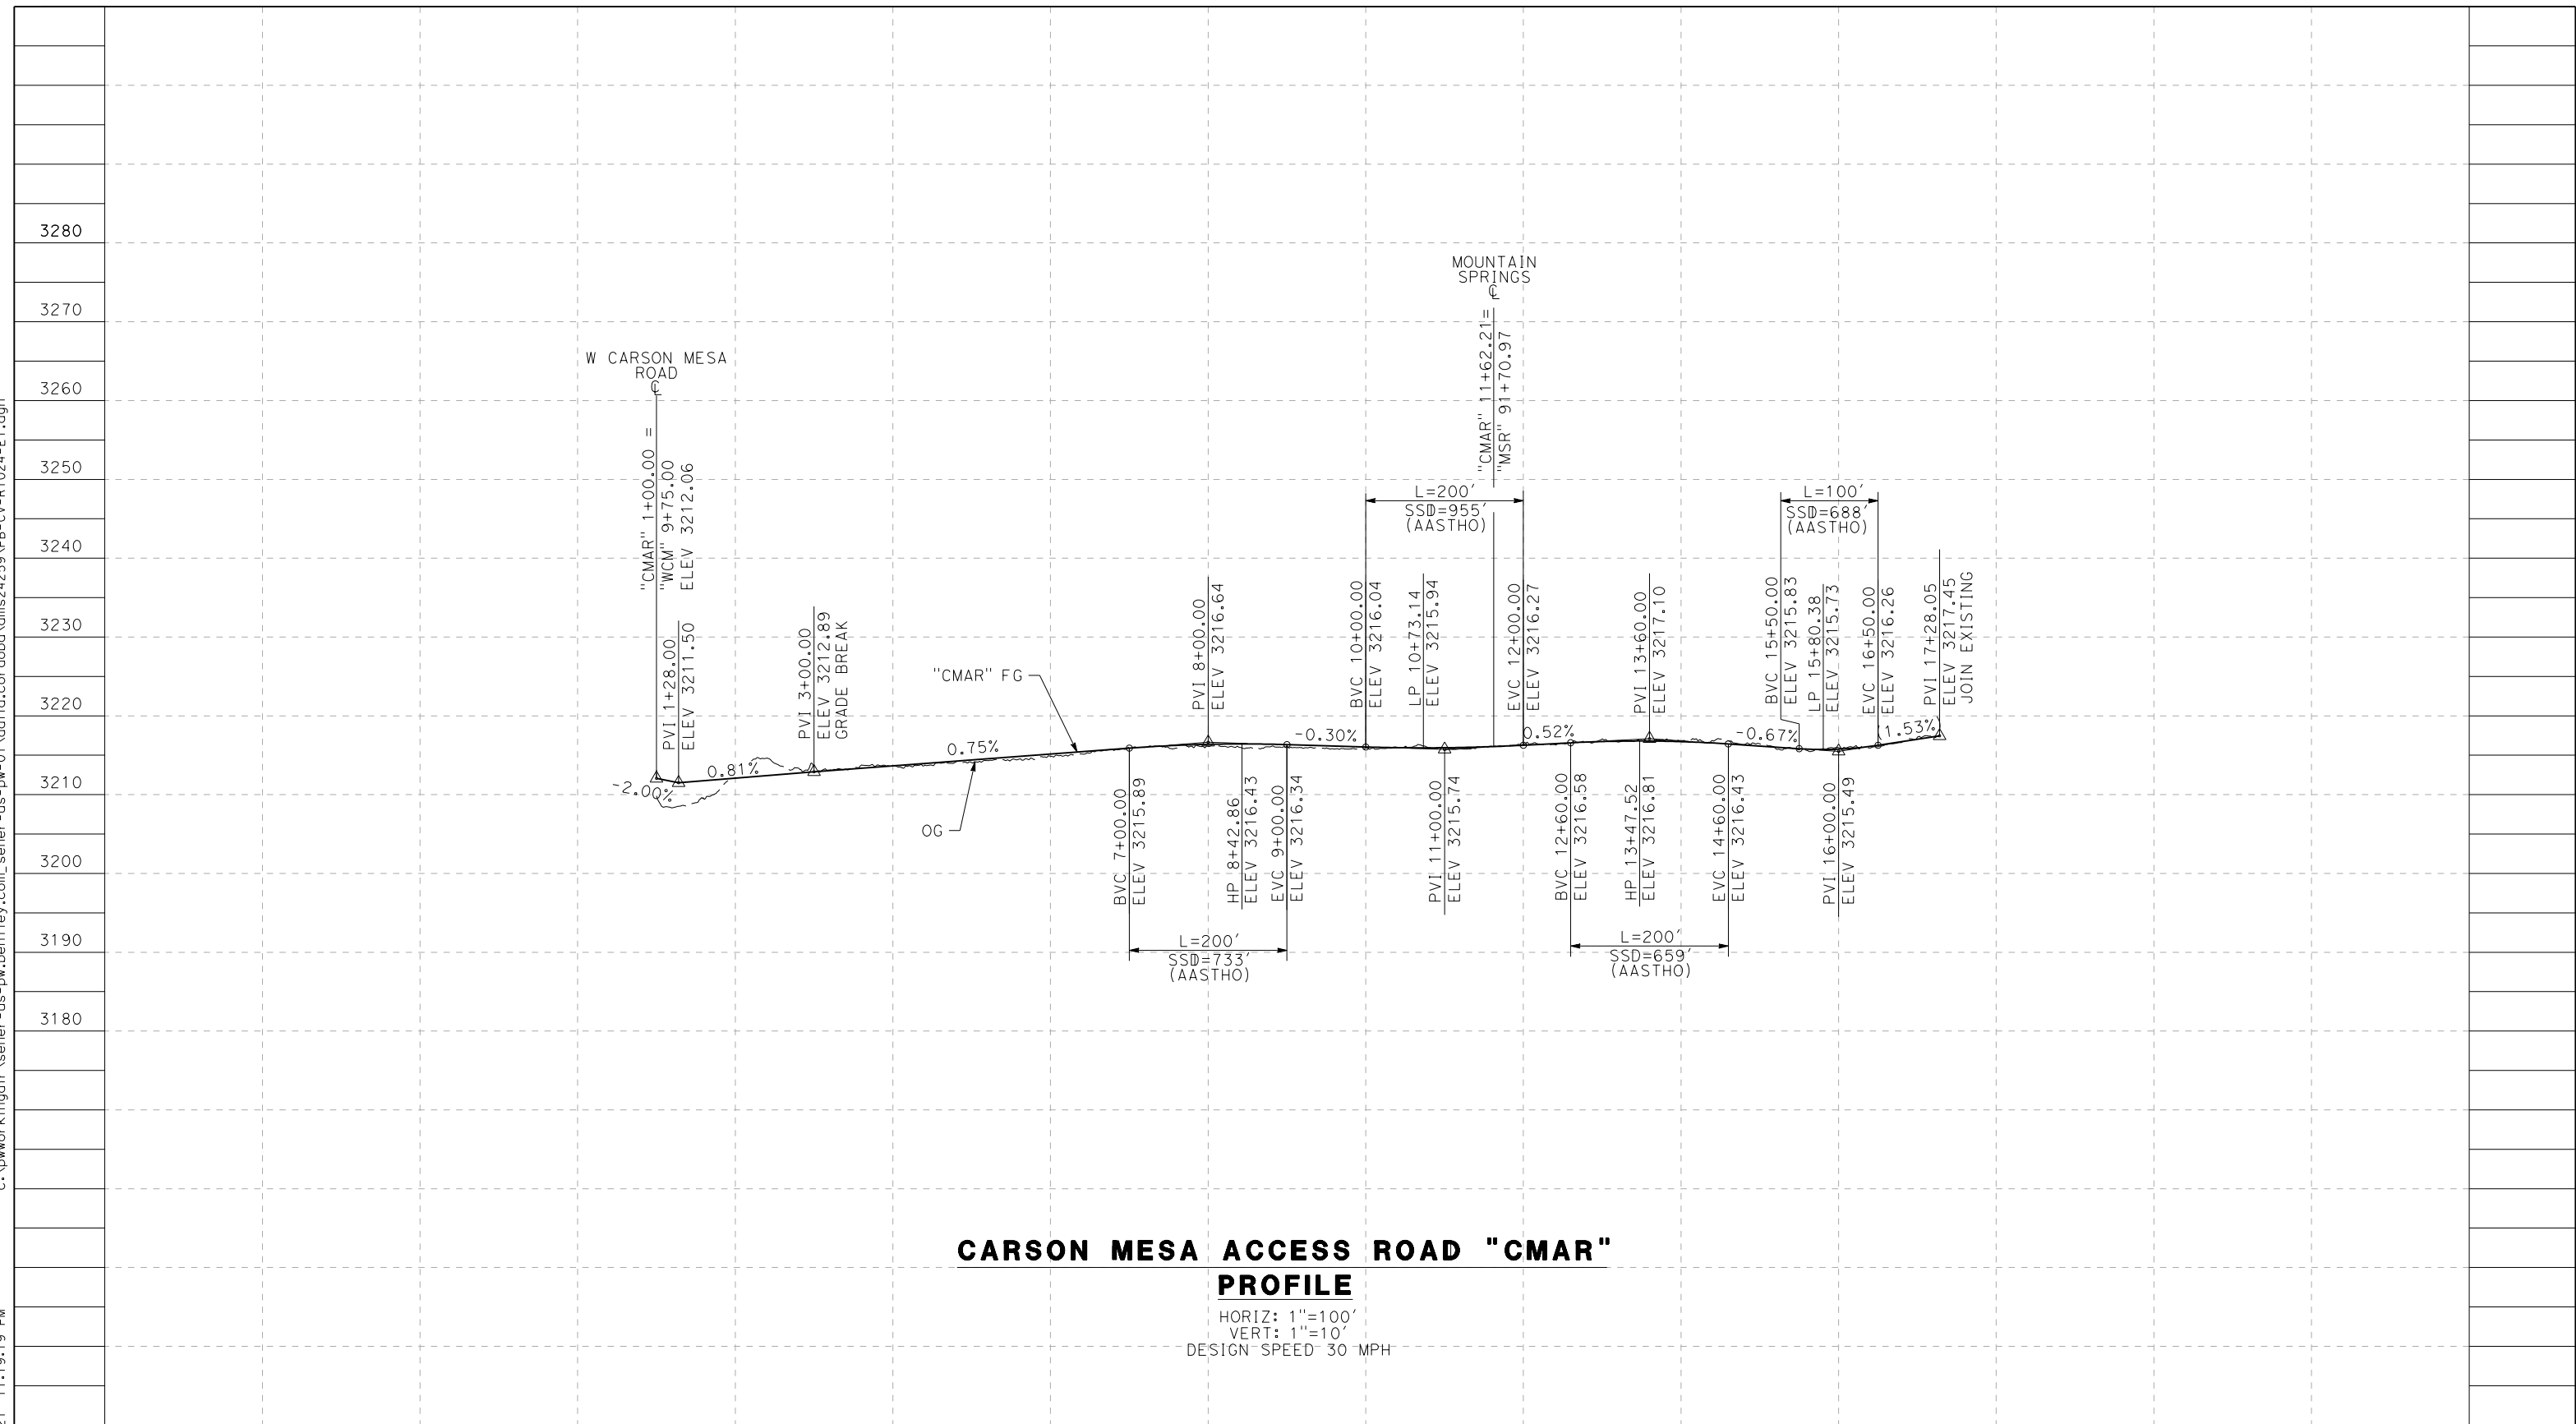 3280
3270
3260
3250
3240
3230
3220
3210
3200
3190
3180
W CARSON MESA
ROAD
℄
"CMAR" 1+00.00 =
"WCM" 9+75.00
ELEV 3212.06
PVI 1+28.00
ELEV 3211.50
-2.00%
0.81%
PVI 3+00.00
ELEV 3212.89
GRADE BREAK
"CMAR" FG
0.75%
OG
BVC 7+00.00
ELEV 3215.89
PVI 8+00.00
ELEV 3216.64
HP 8+42.86
ELEV 3216.43
EVC 9+00.00
ELEV 3216.34
L=200'
SSD=733'
(AASTHO)
-0.30%
BVC 10+00.00
ELEV 3216.04
LP 10+73.14
ELEV 3215.94
PVI 11+00.00
ELEV 3215.74
L=200'
SSD=955'
(AASTHO)
MOUNTAIN
SPRINGS
℄
"CMAR" 11+62.21=
"MSR" 91+70.97
EVC 12+00.00
ELEV 3216.27
0.52%
BVC 12+60.00
ELEV 3216.58
HP 13+47.52
ELEV 3216.81
PVI 13+60.00
ELEV 3217.10
EVC 14+60.00
ELEV 3216.43
L=200'
SSD=659'
(AASTHO)
-0.67%
L=100'
SSD=688'
(AASTHO)
BVC 15+50.00
ELEV 3215.83
LP 15+80.38
ELEV 3215.73
PVI 16+00.00
ELEV 3215.49
EVC 16+50.00
ELEV 3216.26
(1.53%)
PVI 17+28.05
ELEV 3217.45
JOIN EXISTING
CARSON MESA ACCESS ROAD "CMAR"
PROFILE
HORIZ: 1"=100'
VERT: 1"=10'
DESIGN SPEED 30 MPH